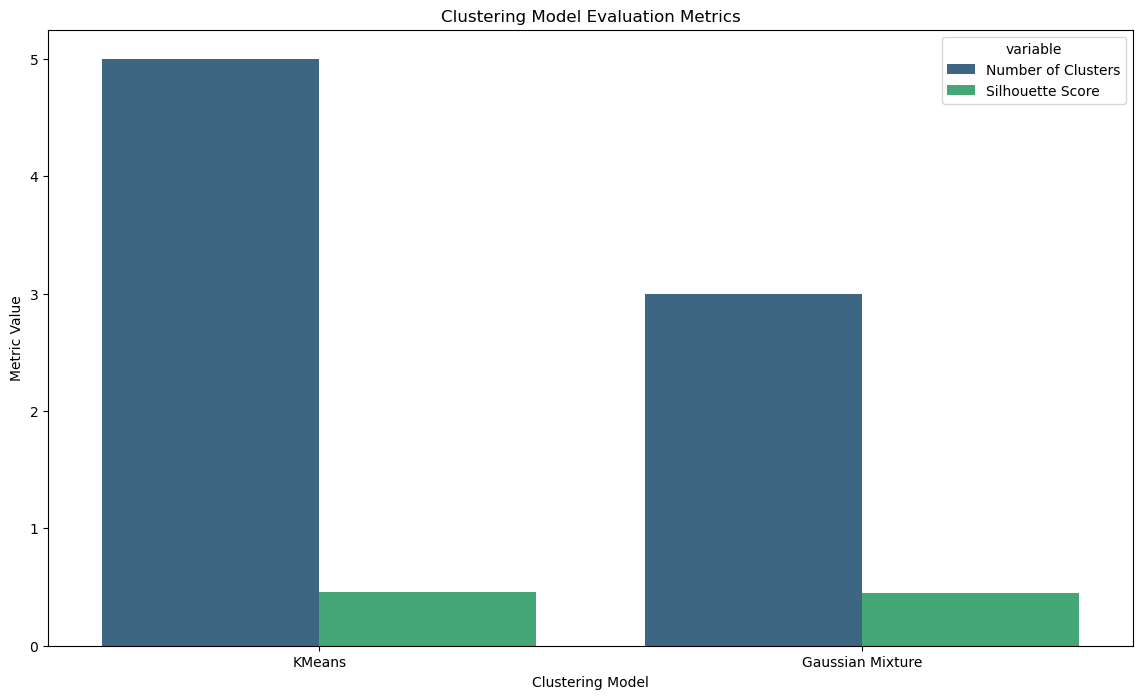 Clustering Model Evaluation Metrics
variable
Number of Clusters
Silhouette Score
Metric Value
5
4
3
2
1
0
KMeans
Gaussian Mixture
Clustering Model